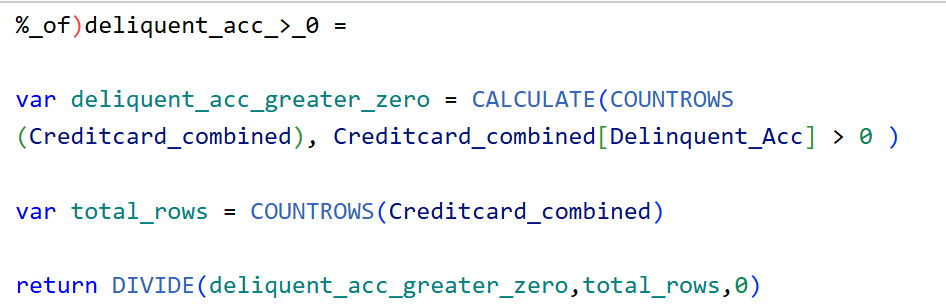 %_of)deliquent_acc_>_0 =
var deliquent_acc_greater_zero = CALCULATE(COUNTROWS
(Creditcard_combined), Creditcard_combined[Delinquent_Acc] > 0 )
var total_rows = COUNTROWS(Creditcard_combined)
return DIVIDE(deliquent_acc_greater_zero,total_rows,0)